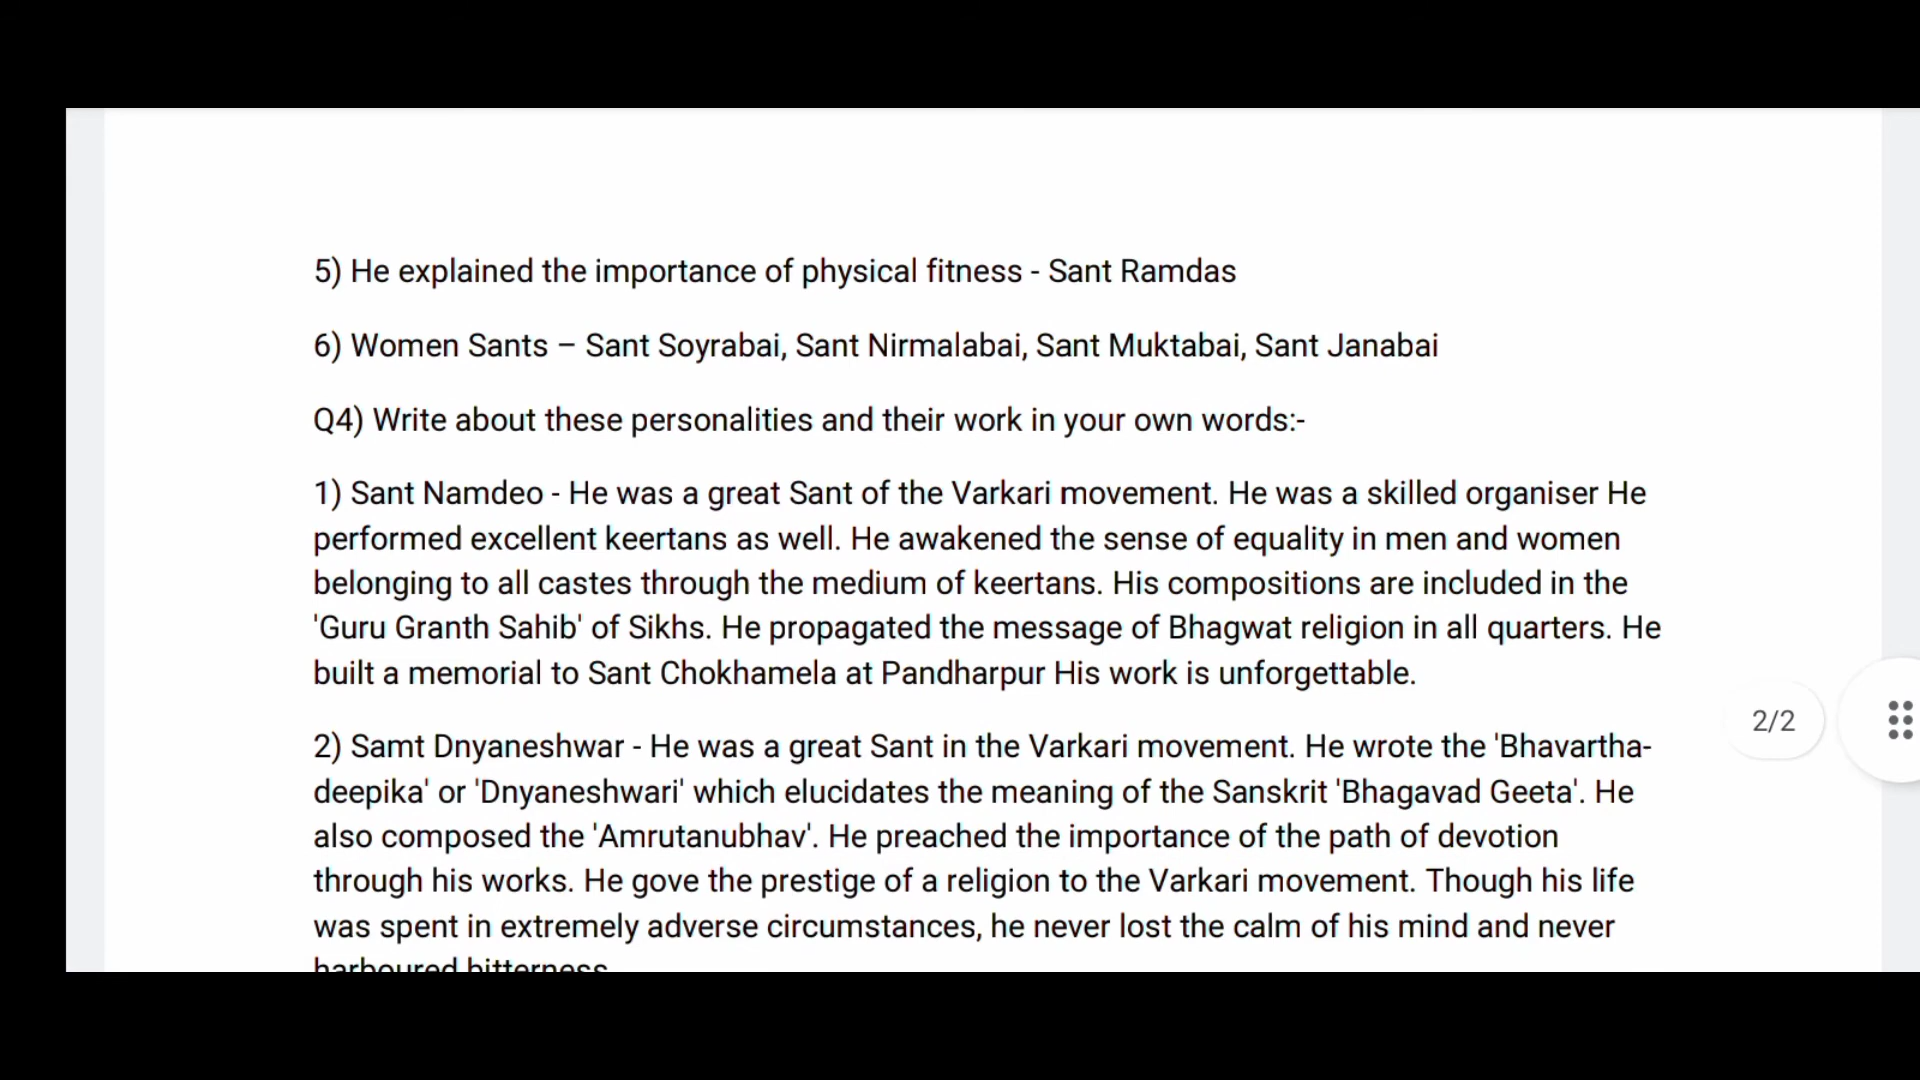 5) He explained the importance of physical fitness - Sant Ramdas
6) Women Sants – Sant Soyrabai, Sant Nirmalabai, Sant Muktabai, Sant Janabai
Q4) Write about these personalities and their work in your own words:-
1) Sant Namdeo - He was a great Sant of the Varkari movement. He was a skilled organiser He
performed excellent keertans as well. He awakened the sense of equality in men and women
belonging to all castes through the medium of keertans. His compositions are included in the
'Guru Granth Sahib' of Sikhs. He propagated the message of Bhagwat religion in all quarters. He
built a memorial to Sant Chokhamela at Pandharpur His work is unforgettable.
2) Samt Dnyaneshwar - He was a great Sant in the Varkari movement. He wrote the 'Bhavartha-
deepika' or 'Dnyaneshwari' which elucidates the meaning of the Sanskrit 'Bhagavad Geeta'. He
also composed the 'Amrutanubhav'. He preached the importance of the path of devotion
through his works. He gove the prestige of a religion to the Varkari movement. Though his life
was spent in extremely adverse circumstances, he never lost the calm of his mind and never
harboured bitterness
2/2